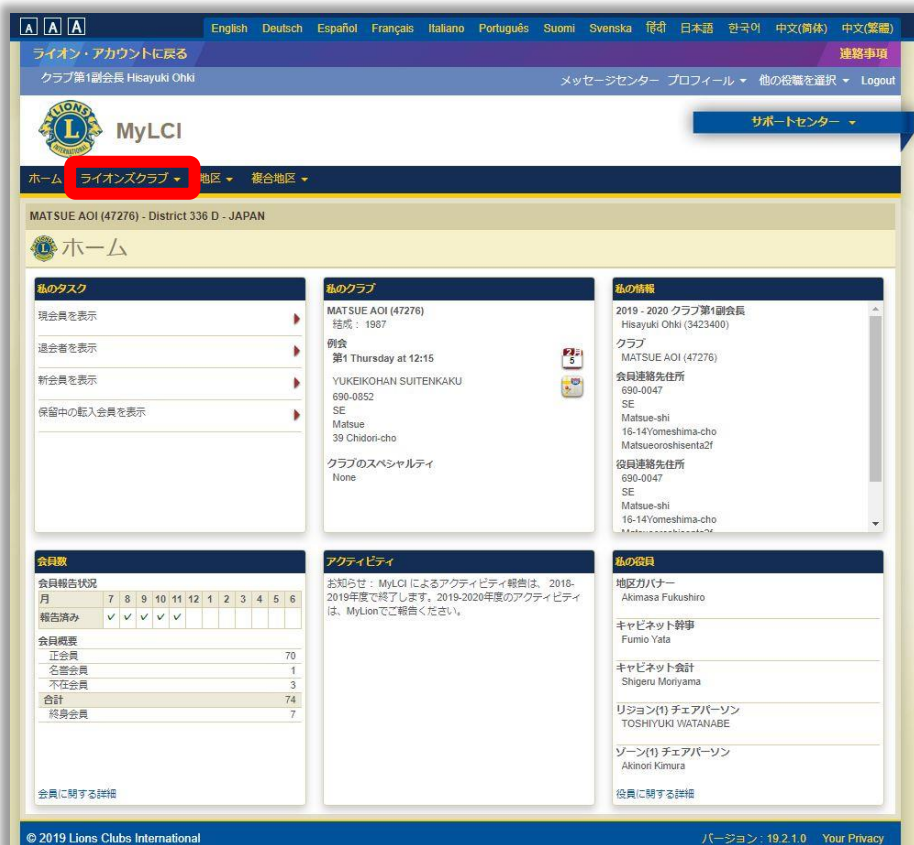 A A A English Deutsch Español Français Italiano Português Suomi Svenska हिंदी 日本語 한국어 中文(简体) 中文(繁體)
ライオン・アカウントに戻る 連絡事項
クラブ第1副会長 Hisayuki Ohki メッセージセンター プロフィール 他の役職を選択 Logout
LIONS
L
INTERNATIONAL
MyLCI
サポートセンター
ホーム ライオンズクラブ 地区 複合地区
MATSUE AOI (47276) - District 336 D - JAPAN
ホーム
私のタスク
現会員を表示
退会者を表示
新会員を表示
保留中の転入会員を表示
私のクラブ
MATSUE AOI (47276)
結成： 1987
例会
第1 Thursday at 12:15
2月
5
YUKEIKOHAN SUITENKAKU
690-0852
SE
Matsue
39 Chidori-cho
クラブのスペシャルティ
None
私の情報
2019 - 2020 クラブ第1副会長
Hisayuki Ohki (3423400)
クラブ
MATSUE AOI (47276)
会員連絡先住所
690-0047
SE
Matsue-shi
16-14Yomeshima-cho
Matsueoroshisenta2f
役員連絡先住所
690-0047
SE
Matsue-shi
16-14Yomeshima-cho
会員数
会員報告状況
月 7 8 9 10 11 12 1 2 3 4 5 6
報告済み ✓ ✓ ✓ ✓ ✓
会員概要
正会員 70
名誉会員 1
不在会員 3
合計 74
終身会員 7
会員に関する詳細
アクティビティ
お知らせ： MyLCI によるアクティビティ報告は、 2018-
2019年度で終了します。2019-2020年度のアクティビティ
は、MyLionでご報告ください。
私の役員
地区ガバナー
Akimasa Fukushiro
キャビネット幹事
Fumio Yata
キャビネット会計
Shigeru Moriyama
リジョン(1) チェアパーソン
TOSHIYUKI WATANABE
ゾーン(1) チェアパーソン
Akinori Kimura
役員に関する詳細
© 2019 Lions Clubs International バージョン : 19.2.1.0 Your Privacy